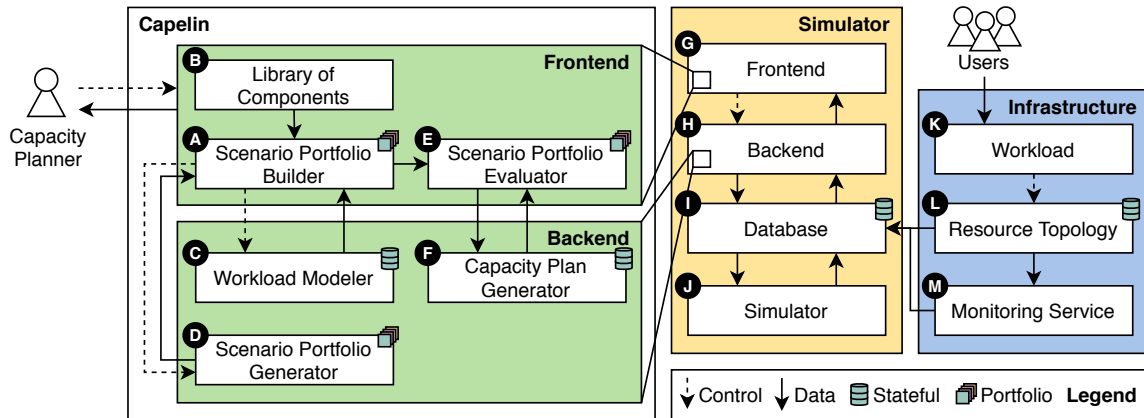 Capelin
Frontend
B
Library of
Components
A
Scenario Portfolio
Builder
E
Scenario Portfolio
Evaluator
Capacity
Planner
Backend
C
Workload Modeler
F
Capacity Plan
Generator
D
Scenario Portfolio
Generator
Simulator
G
Frontend
H
Backend
I
Database
J
Simulator
Users
Infrastructure
K
Workload
L
Resource Topology
M
Monitoring Service
Control
Data
Stateful
Portfolio
Legend